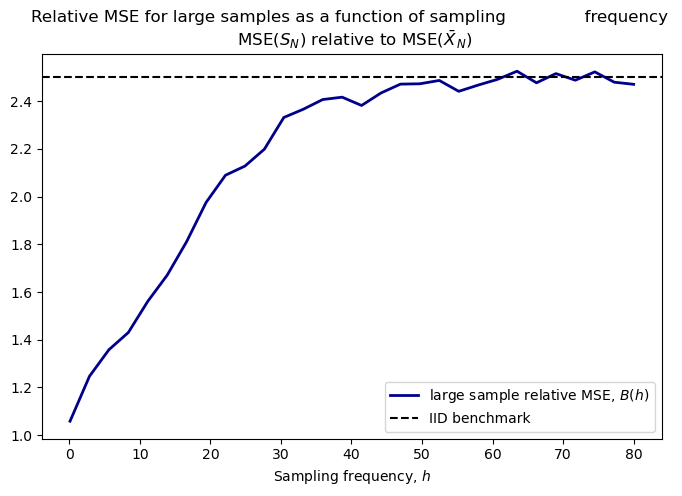 Relative MSE for large samples as a function of sampling frequency
MSE(S_N) relative to MSE(X̄_N)
2.4
2.2
2.0
1.8
1.6
1.4
1.2
1.0
large sample relative MSE, B(h)
IID benchmark
0 10 20 30 40 50 60 70 80
Sampling frequency, h